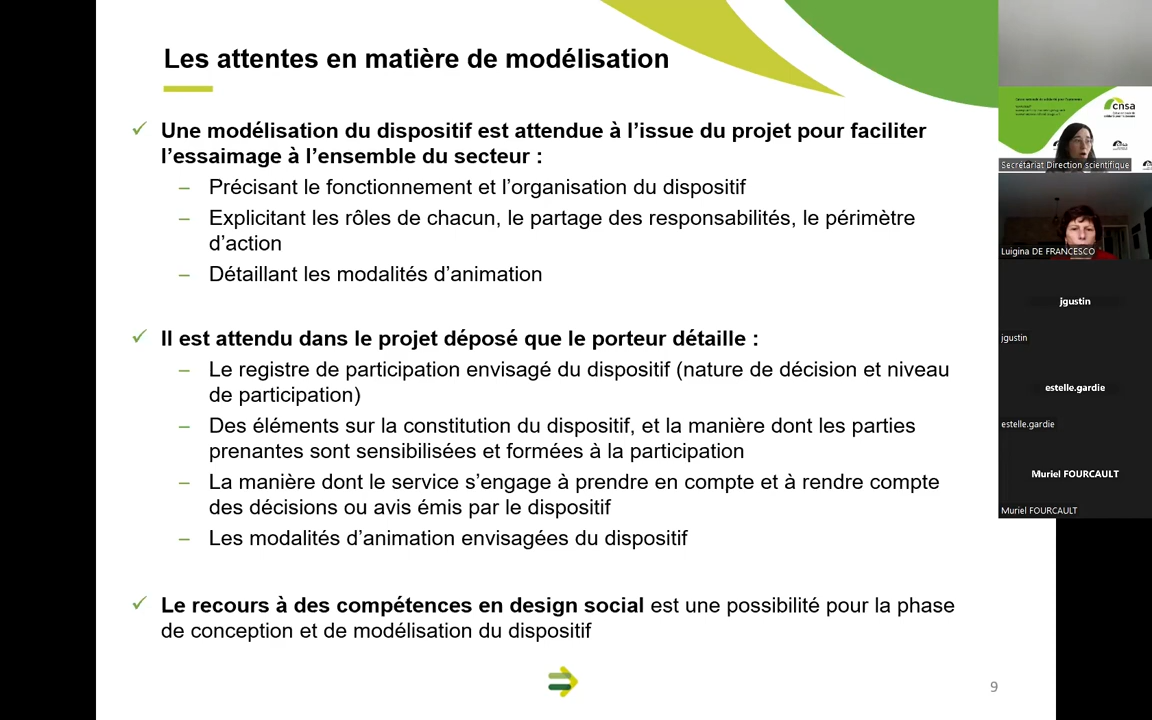 Les attentes en matière de modélisation
Une modélisation du dispositif est attendue à l’issue du projet pour faciliter
l’essaimage à l’ensemble du secteur :
– Précisant le fonctionnement et l’organisation du dispositif
– Explicitant les rôles de chacun, le partage des responsabilités, le périmètre
d’action
– Détaillant les modalités d’animation
Il est attendu dans le projet déposé que le porteur détaille :
– Le registre de participation envisagé du dispositif (nature de décision et niveau
de participation)
– Des éléments sur la constitution du dispositif, et la manière dont les parties
prenantes sont sensibilisées et formées à la participation
– La manière dont le service s’engage à prendre en compte et à rendre compte
des décisions ou avis émis par le dispositif
– Les modalités d’animation envisagées du dispositif
Le recours à des compétences en design social est une possibilité pour la phase
de conception et de modélisation du dispositif
9
cnsa
Secrétariat Direction scientifique
Luigina DE FRANCESCO
jgustin
jgustin
estelle.gardie
estelle.gardie
Muriel FOURCAULT
Muriel FOURCAULT